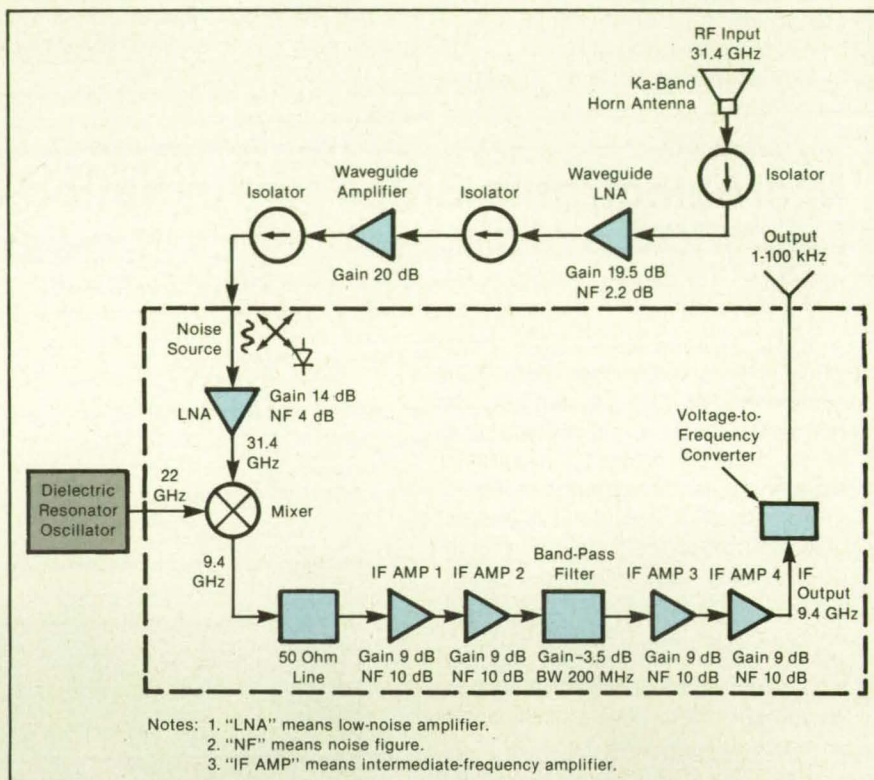 RF Input
31.4 GHz
Ka-Band
Horn Antenna
Isolator
Waveguide
LNA
Gain 19.5 dB
NF 2.2 dB
Isolator
Waveguide
Amplifier
Gain 20 dB
Isolator
Output
1-100 kHz
Noise
Source
LNA
Gain 14 dB
NF 4 dB
31.4
GHz
Dielectric
Resonator
Oscillator
22
GHz
Mixer
9.4
GHz
50 Ohm
Line
IF AMP 1
Gain 9 dB
NF 10 dB
IF AMP 2
Gain 9 dB
NF 10 dB
Band-Pass
Filter
Gain–3.5 dB
BW 200 MHz
IF AMP 3
Gain 9 dB
NF 10 dB
IF AMP 4
Gain 9 dB
NF 10 dB
IF
Output
9.4 GHz
Voltage-to-
Frequency
Converter
Notes: 1. "LNA" means low-noise amplifier.
2. "NF" means noise figure.
3. "IF AMP" means intermediate-frequency amplifier.